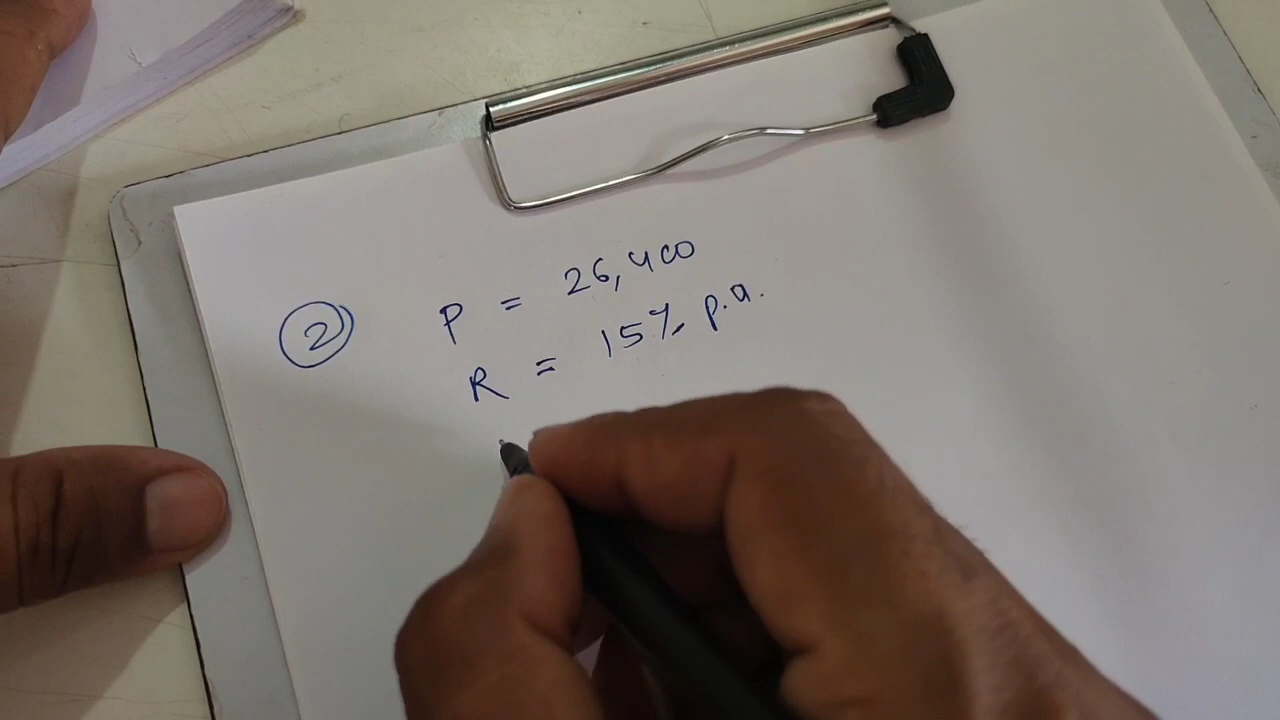 ② P = 26,400
R = 15% p.a.